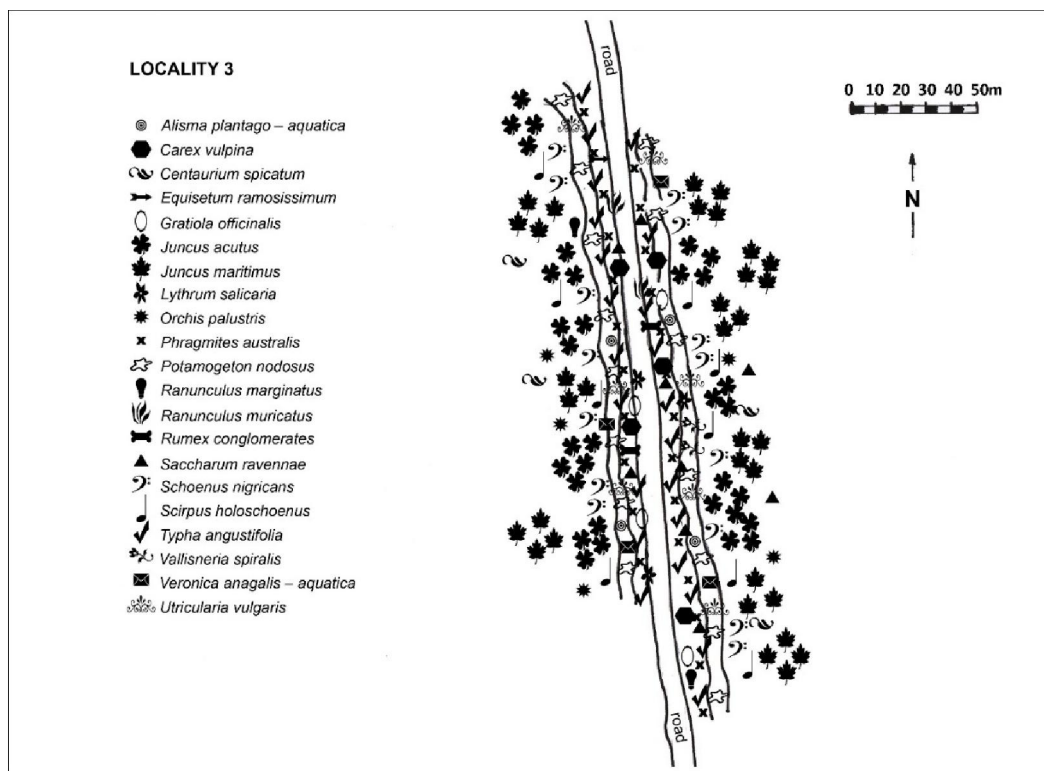 road
LOCALITY 3
0 10 20 30 40 50m
Alisma plantago – aquatica
Carex vulpina
Centaurium spicatum
Equisetum ramosissimum
N
Gratiola officinalis
Juncus acutus
Juncus maritimus
Lythrum salicaria
Orchis palustris
Phragmites australis
Potamogeton nodosus
Ranunculus marginatus
Ranunculus muricatus
Rumex conglomerates
Saccharum ravennae
Schoenus nigricans
Scirpus holoschoenus
Typha angustifolia
Vallisneria spiralis
Veronica anagalis – aquatica
Utricularia vulgaris
road